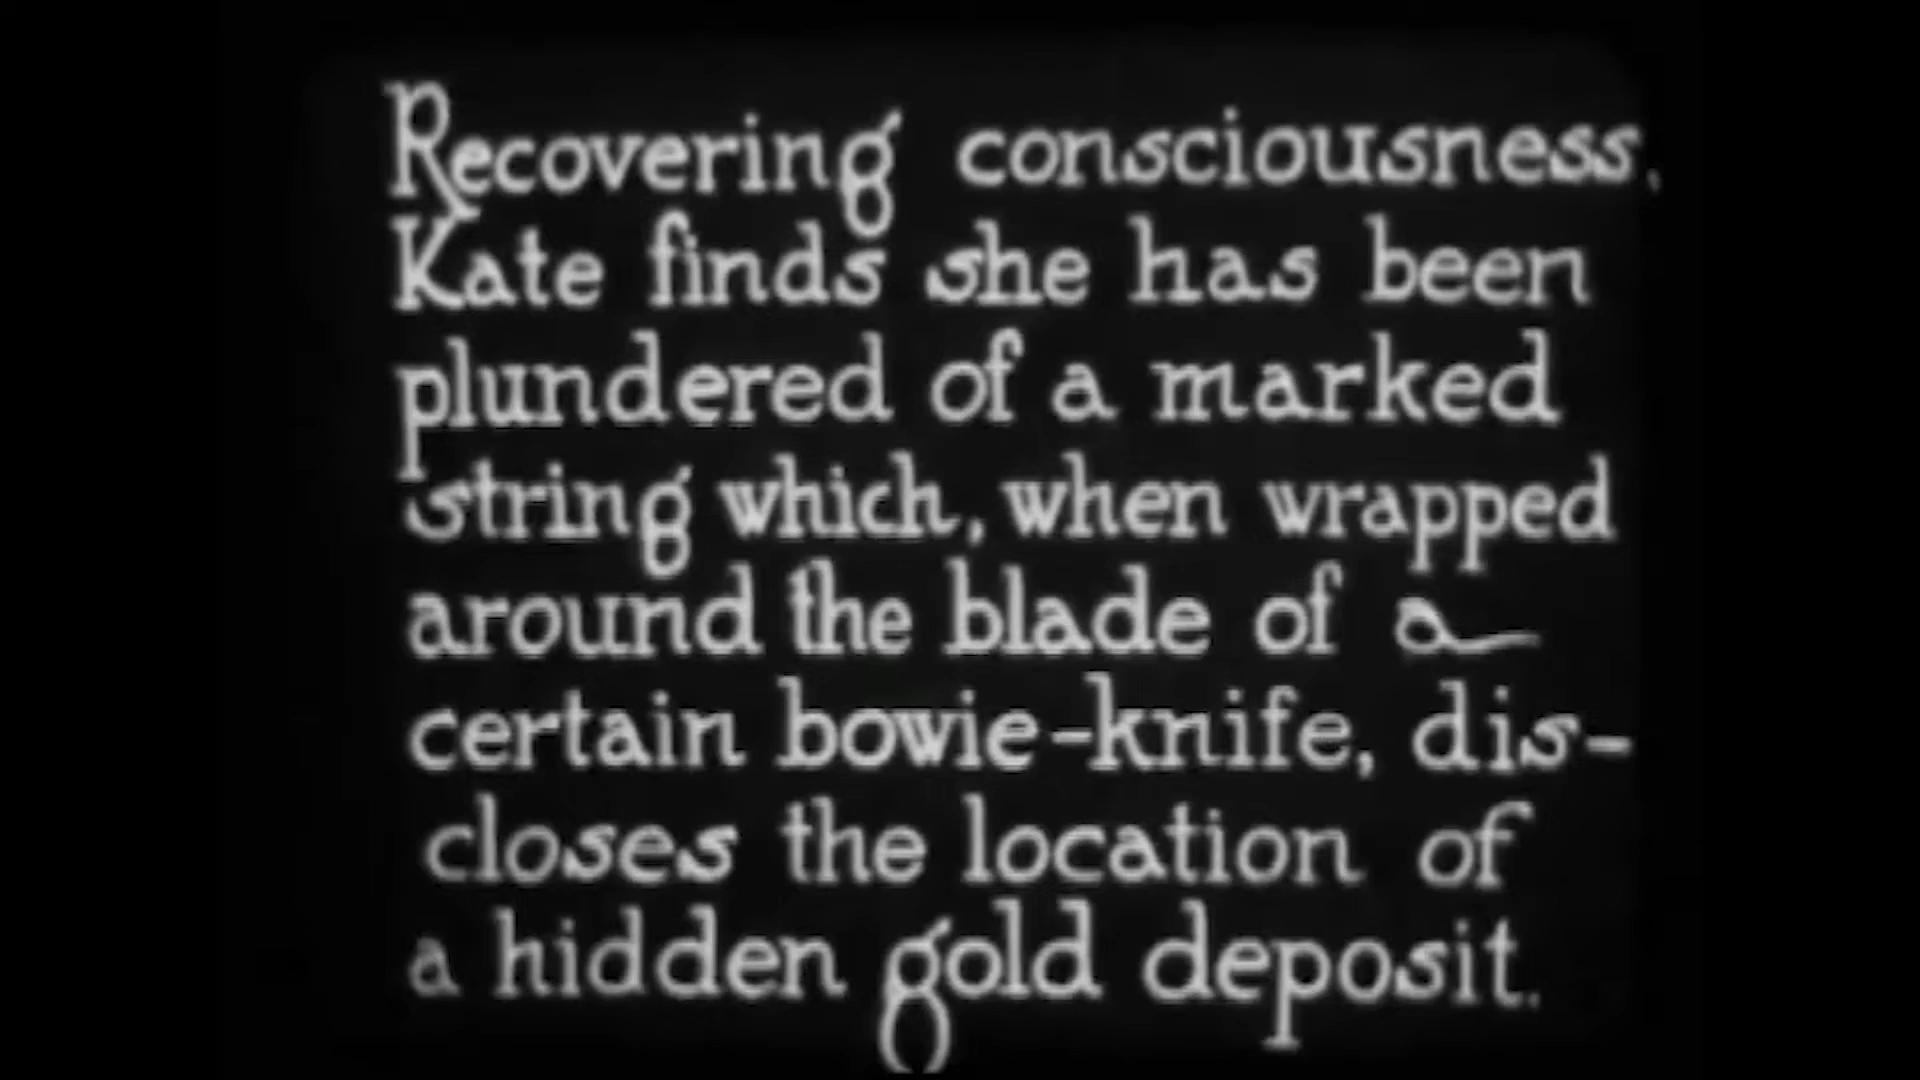 Recovering consciousness,
Kate finds she has been
plundered of a marked
string which, when wrapped
around the blade of a
certain bowie-knife, dis-
closes the location of
a hidden gold deposit.